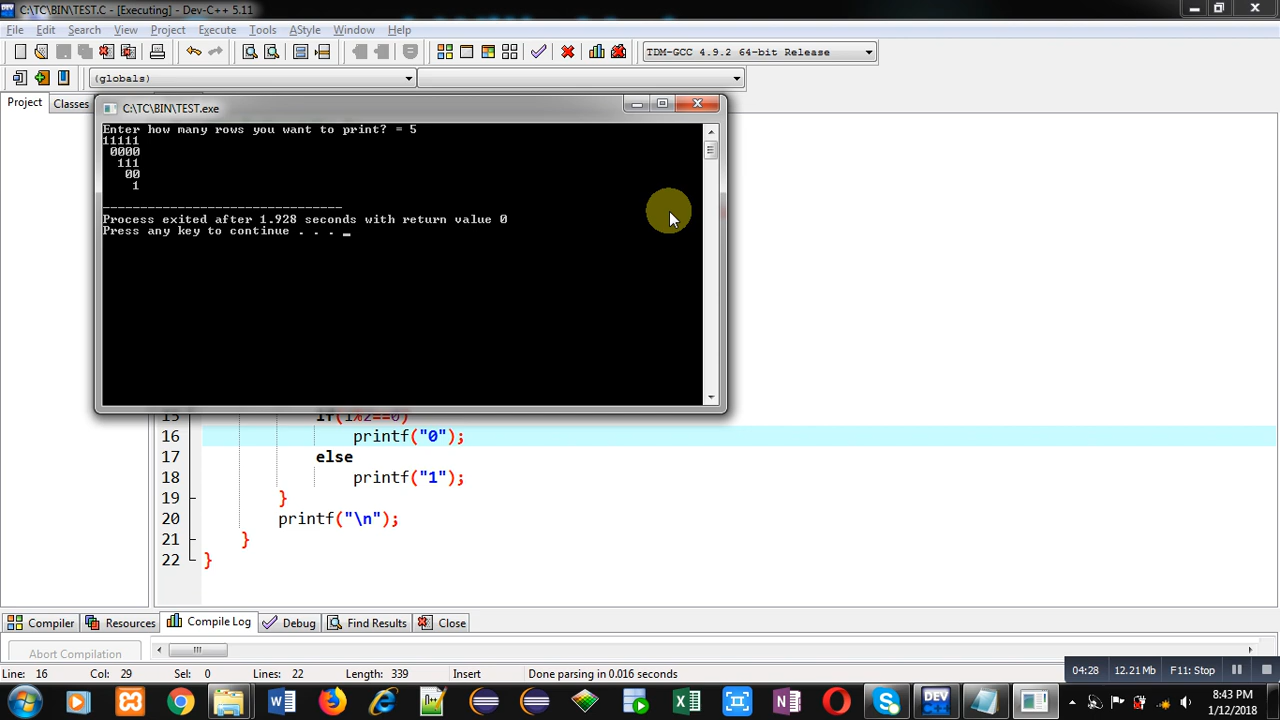 C:\TC\BIN\TEST.C - [Executing] - Dev-C++ 5.11
File Edit Search View Project Execute Tools AStyle Window Help
TDM-GCC 4.9.2 64-bit Release
(globals)
Project Classes
C:\TC\BIN\TEST.exe
Enter how many rows you want to print? = 5
11111
0000
111
00
1
--------------------------------
Process exited after 1.928 seconds with return value 0
Press any key to continue . . . _
15 if(i%2==0)
16 printf("0");
17 else
18 printf("1");
19 }
20 printf("\n");
21 }
22 }
Compiler Resources Compile Log Debug Find Results Close
Abort Compilation
Line: 16 Col: 29 Sel: 0 Lines: 22 Length: 339 Insert Done parsing in 0.016 seconds
04:28 12.21 Mb F11: Stop
8:43 PM
1/12/2018